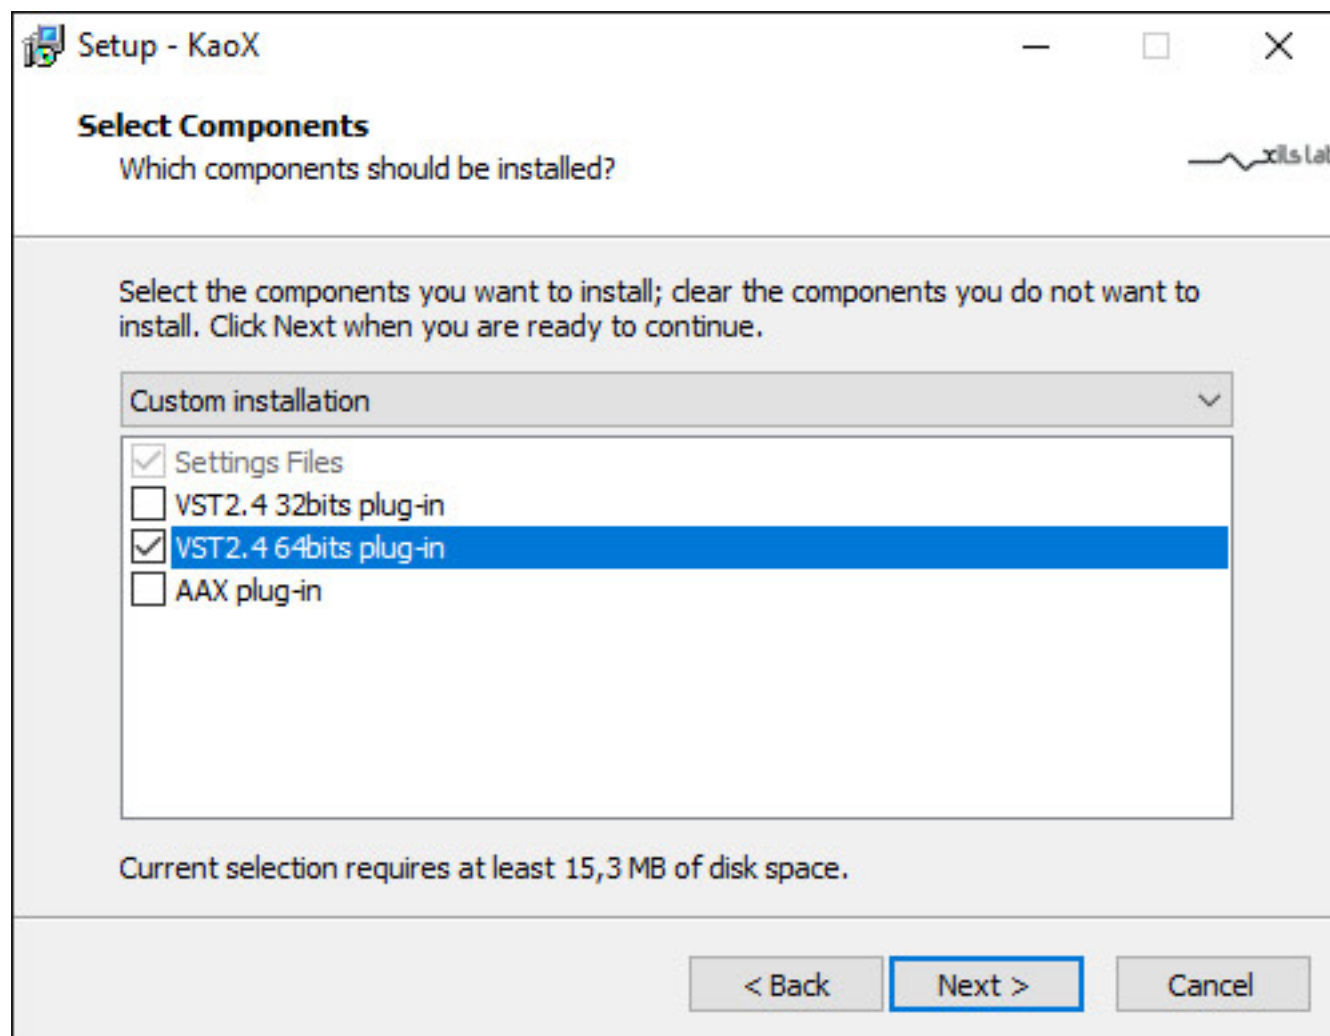 Setup - KaoX
Select Components
Which components should be installed?
xils lab
Select the components you want to install; clear the components you do not want to
install. Click Next when you are ready to continue.
Custom installation
Settings Files
VST2.4 32bits plug-in
VST2.4 64bits plug-in
AAX plug-in
Current selection requires at least 15,3 MB of disk space.
< Back
Next >
Cancel